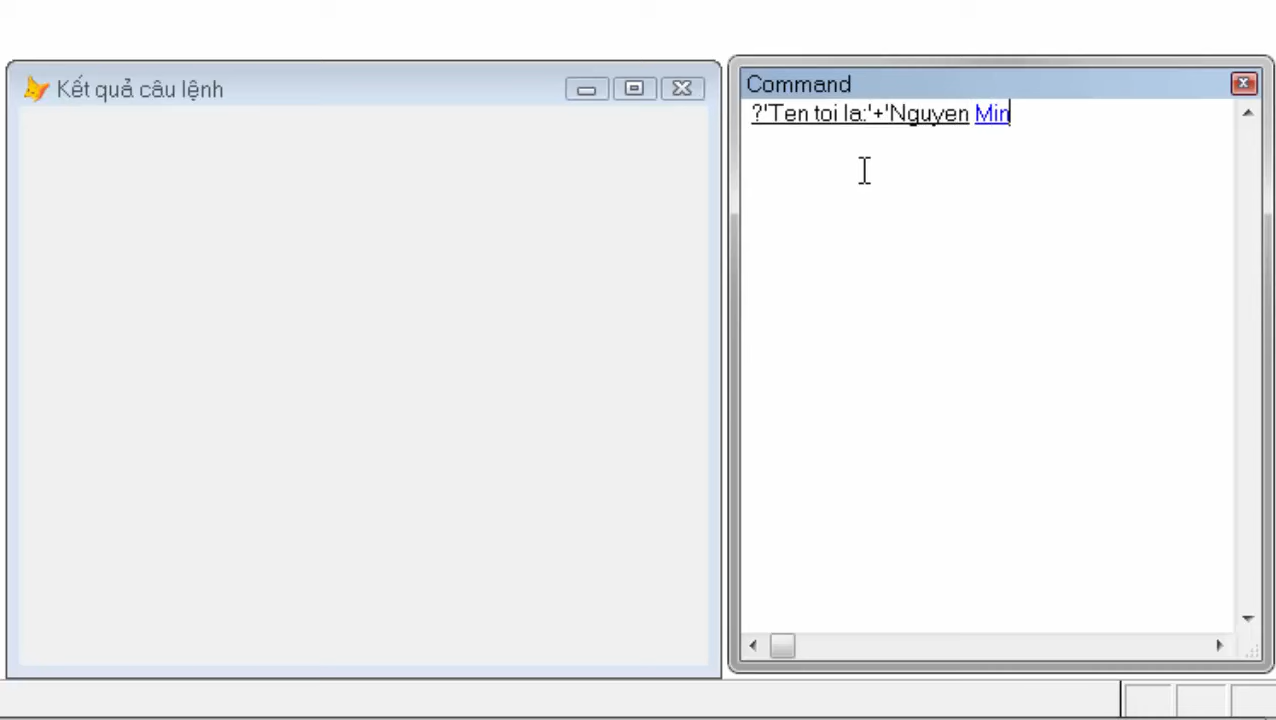 Kết quả câu lệnh
Command
?'Ten toi la:'+'Nguyen Min